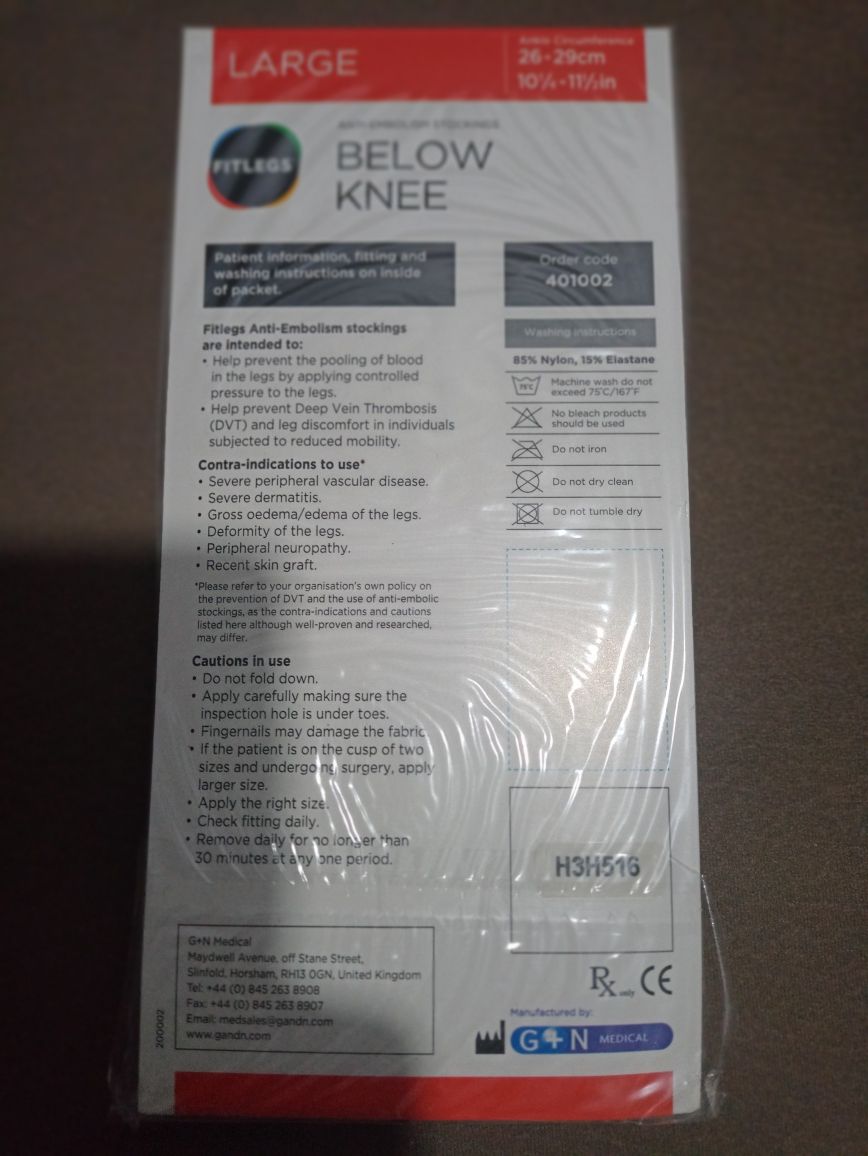 LARGE
Ankle Circumference
26-29cm
10¼-11½in
FITLEGS
ANTI-EMBOLISM STOCKINGS
BELOW
KNEE
Patient information, fitting and
washing instructions on inside
of packet.
Order code
401002
Fitlegs Anti-Embolism stockings
are intended to:
• Help prevent the pooling of blood
in the legs by applying controlled
pressure to the legs.
• Help prevent Deep Vein Thrombosis
(DVT) and leg discomfort in individuals
subjected to reduced mobility.
Contra-indications to use*
• Severe peripheral vascular disease.
• Severe dermatitis.
• Gross oedema/edema of the legs.
• Deformity of the legs.
• Peripheral neuropathy.
• Recent skin graft.
*Please refer to your organisation's own policy on
the prevention of DVT and the use of anti-embolic
stockings, as the contra-indications and cautions
listed here although well-proven and researched,
may differ.
Cautions in use
• Do not fold down.
• Apply carefully making sure the
inspection hole is under toes.
• Fingernails may damage the fabric
• If the patient is on the cusp of two
sizes and undergoing surgery, apply
larger size.
• Apply the right size.
• Check fitting daily.
• Remove daily for no longer than
30 minutes at any one period.
Washing instructions
85% Nylon, 15% Elastane
75°C
Machine wash do not
exceed 75°C/167°F
No bleach products
should be used
Do not iron
Do not dry clean
Do not tumble dry
H3H516
G+N Medical
Maydwell Avenue, off Stane Street,
Slinfold, Horsham, RH13 0GN, United Kingdom
Tel: +44 (0) 845 263 8908
Fax: +44 (0) 845 263 8907
Email: medsales@gandn.com
www.gandn.com
200002
Rx only CE
Manufactured by:
G+N MEDICAL